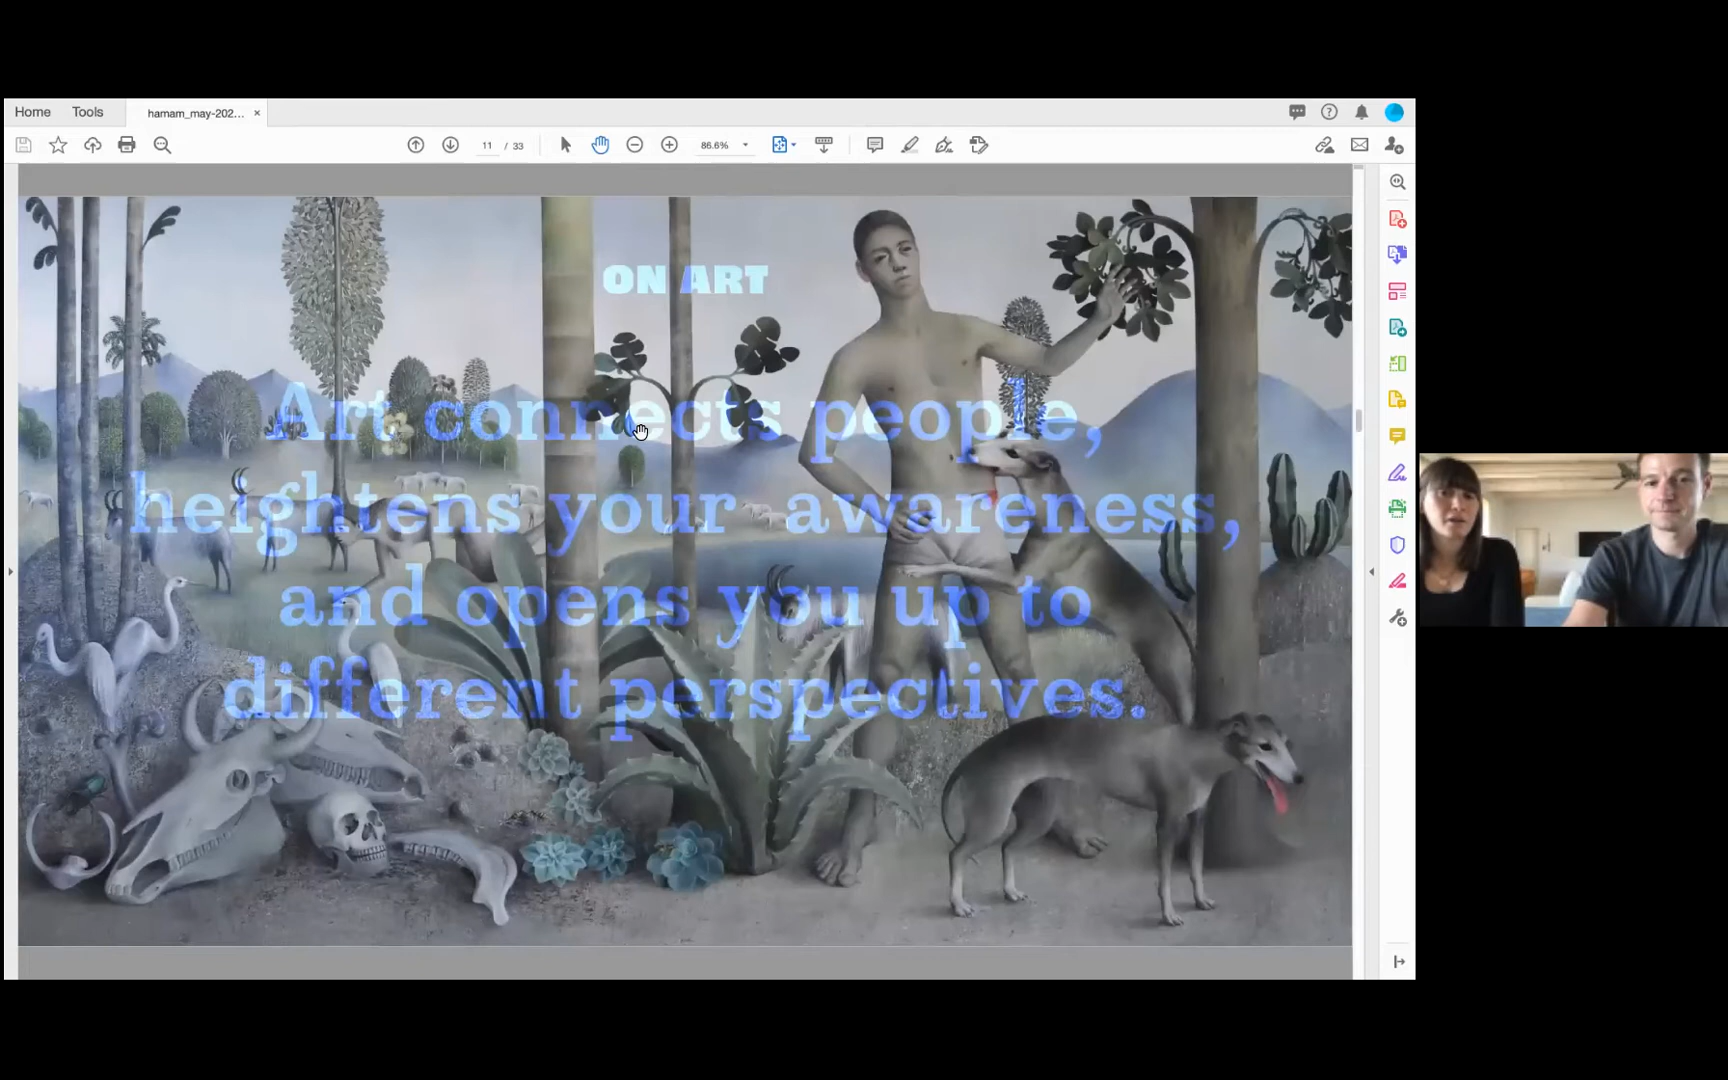 Home Tools hamam_may-202... ×
11 / 33 86.6%
ON ART
Art connects people,
heightens your awareness,
and opens you up to
different perspectives.